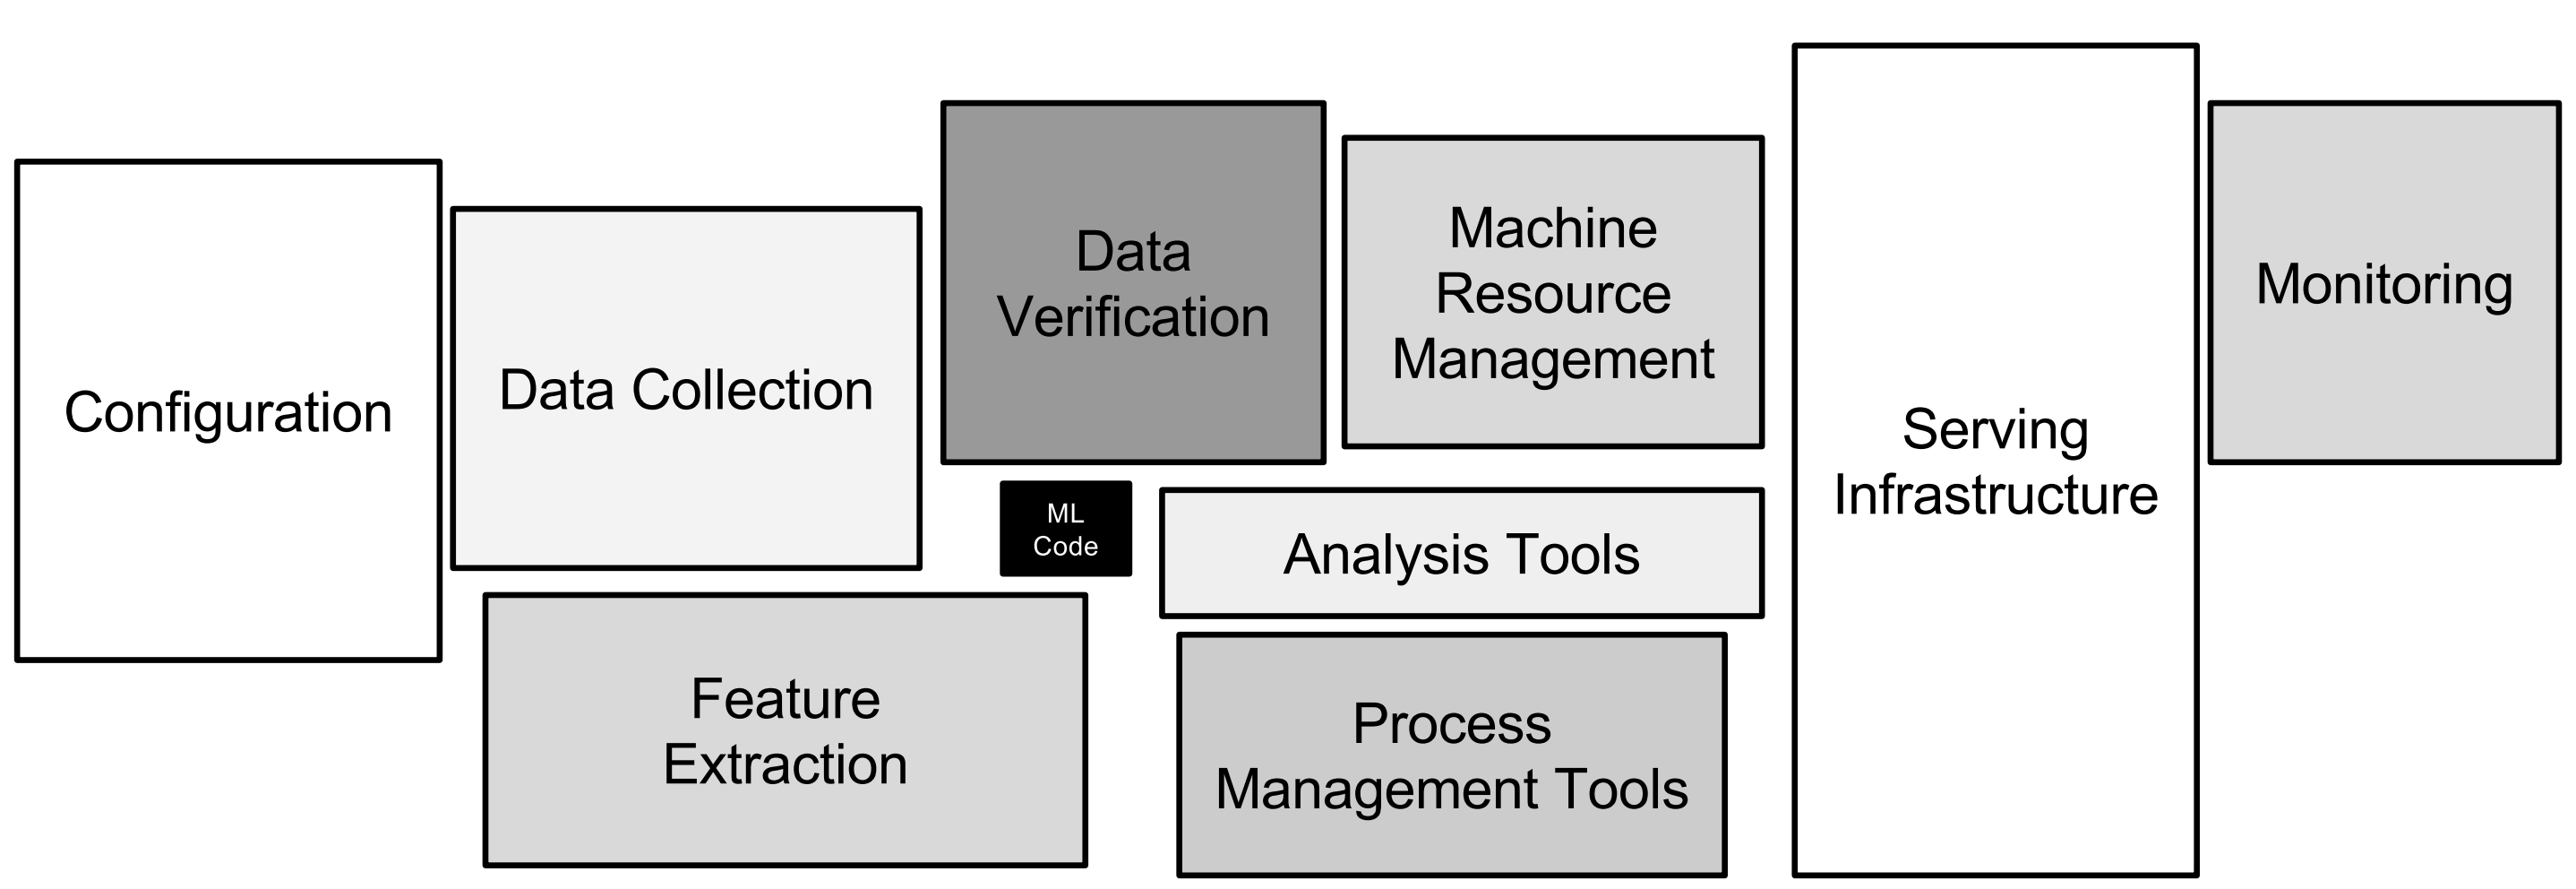 Configuration
Data Collection
Feature
Extraction
Data
Verification
ML
Code
Machine
Resource
Management
Analysis Tools
Process
Management Tools
Serving
Infrastructure
Monitoring